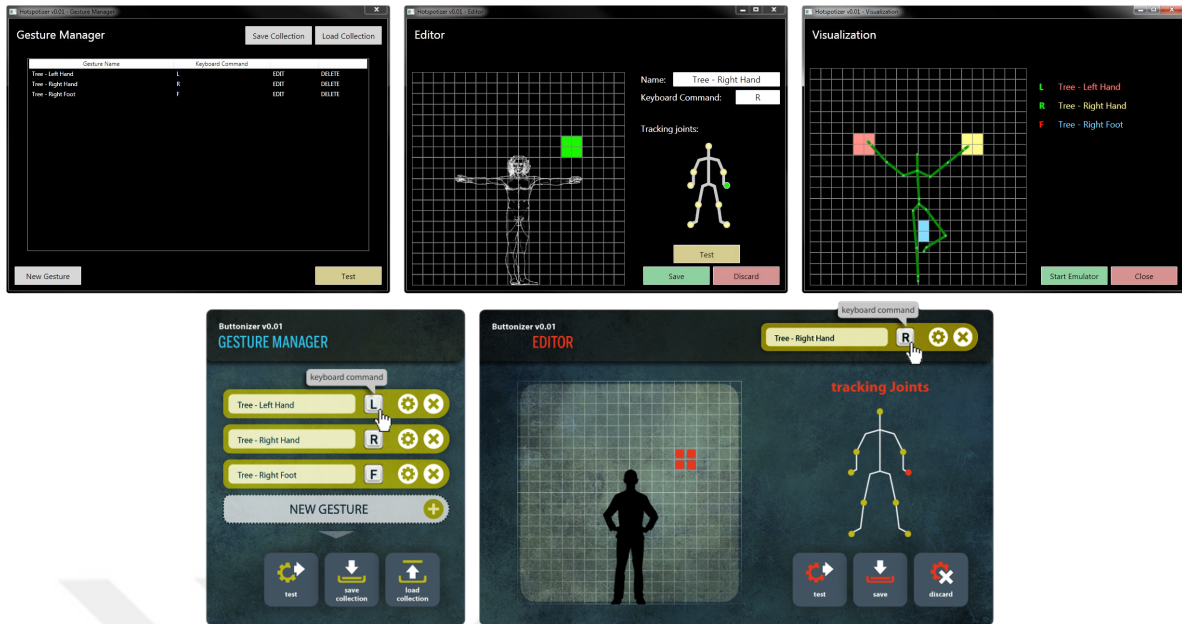 Hotspotizer v0.01 - Gesture Manager
Gesture Manager
Save Collection
Load Collection
Gesture Name Keyboard Command
Tree - Left Hand L EDIT DELETE
Tree - Right Hand R EDIT DELETE
Tree - Right Foot F EDIT DELETE
New Gesture
Test
Hotspotizer v0.01 - Editor
Editor
Name: Tree - Right Hand
Keyboard Command: R
Tracking joints:
Test
Save
Discard
Hotspotizer v0.01 - Visualization
Visualization
L Tree - Left Hand
R Tree - Right Hand
F Tree - Right Foot
Start Emulator
Close
Buttonizer v0.01
GESTURE MANAGER
keyboard command
Tree - Left Hand L
Tree - Right Hand R
Tree - Right Foot F
NEW GESTURE
test
save
collection
load
collection
Buttonizer v0.01
EDITOR
keyboard command
Tree - Right Hand R
tracking Joints
test
save
discard